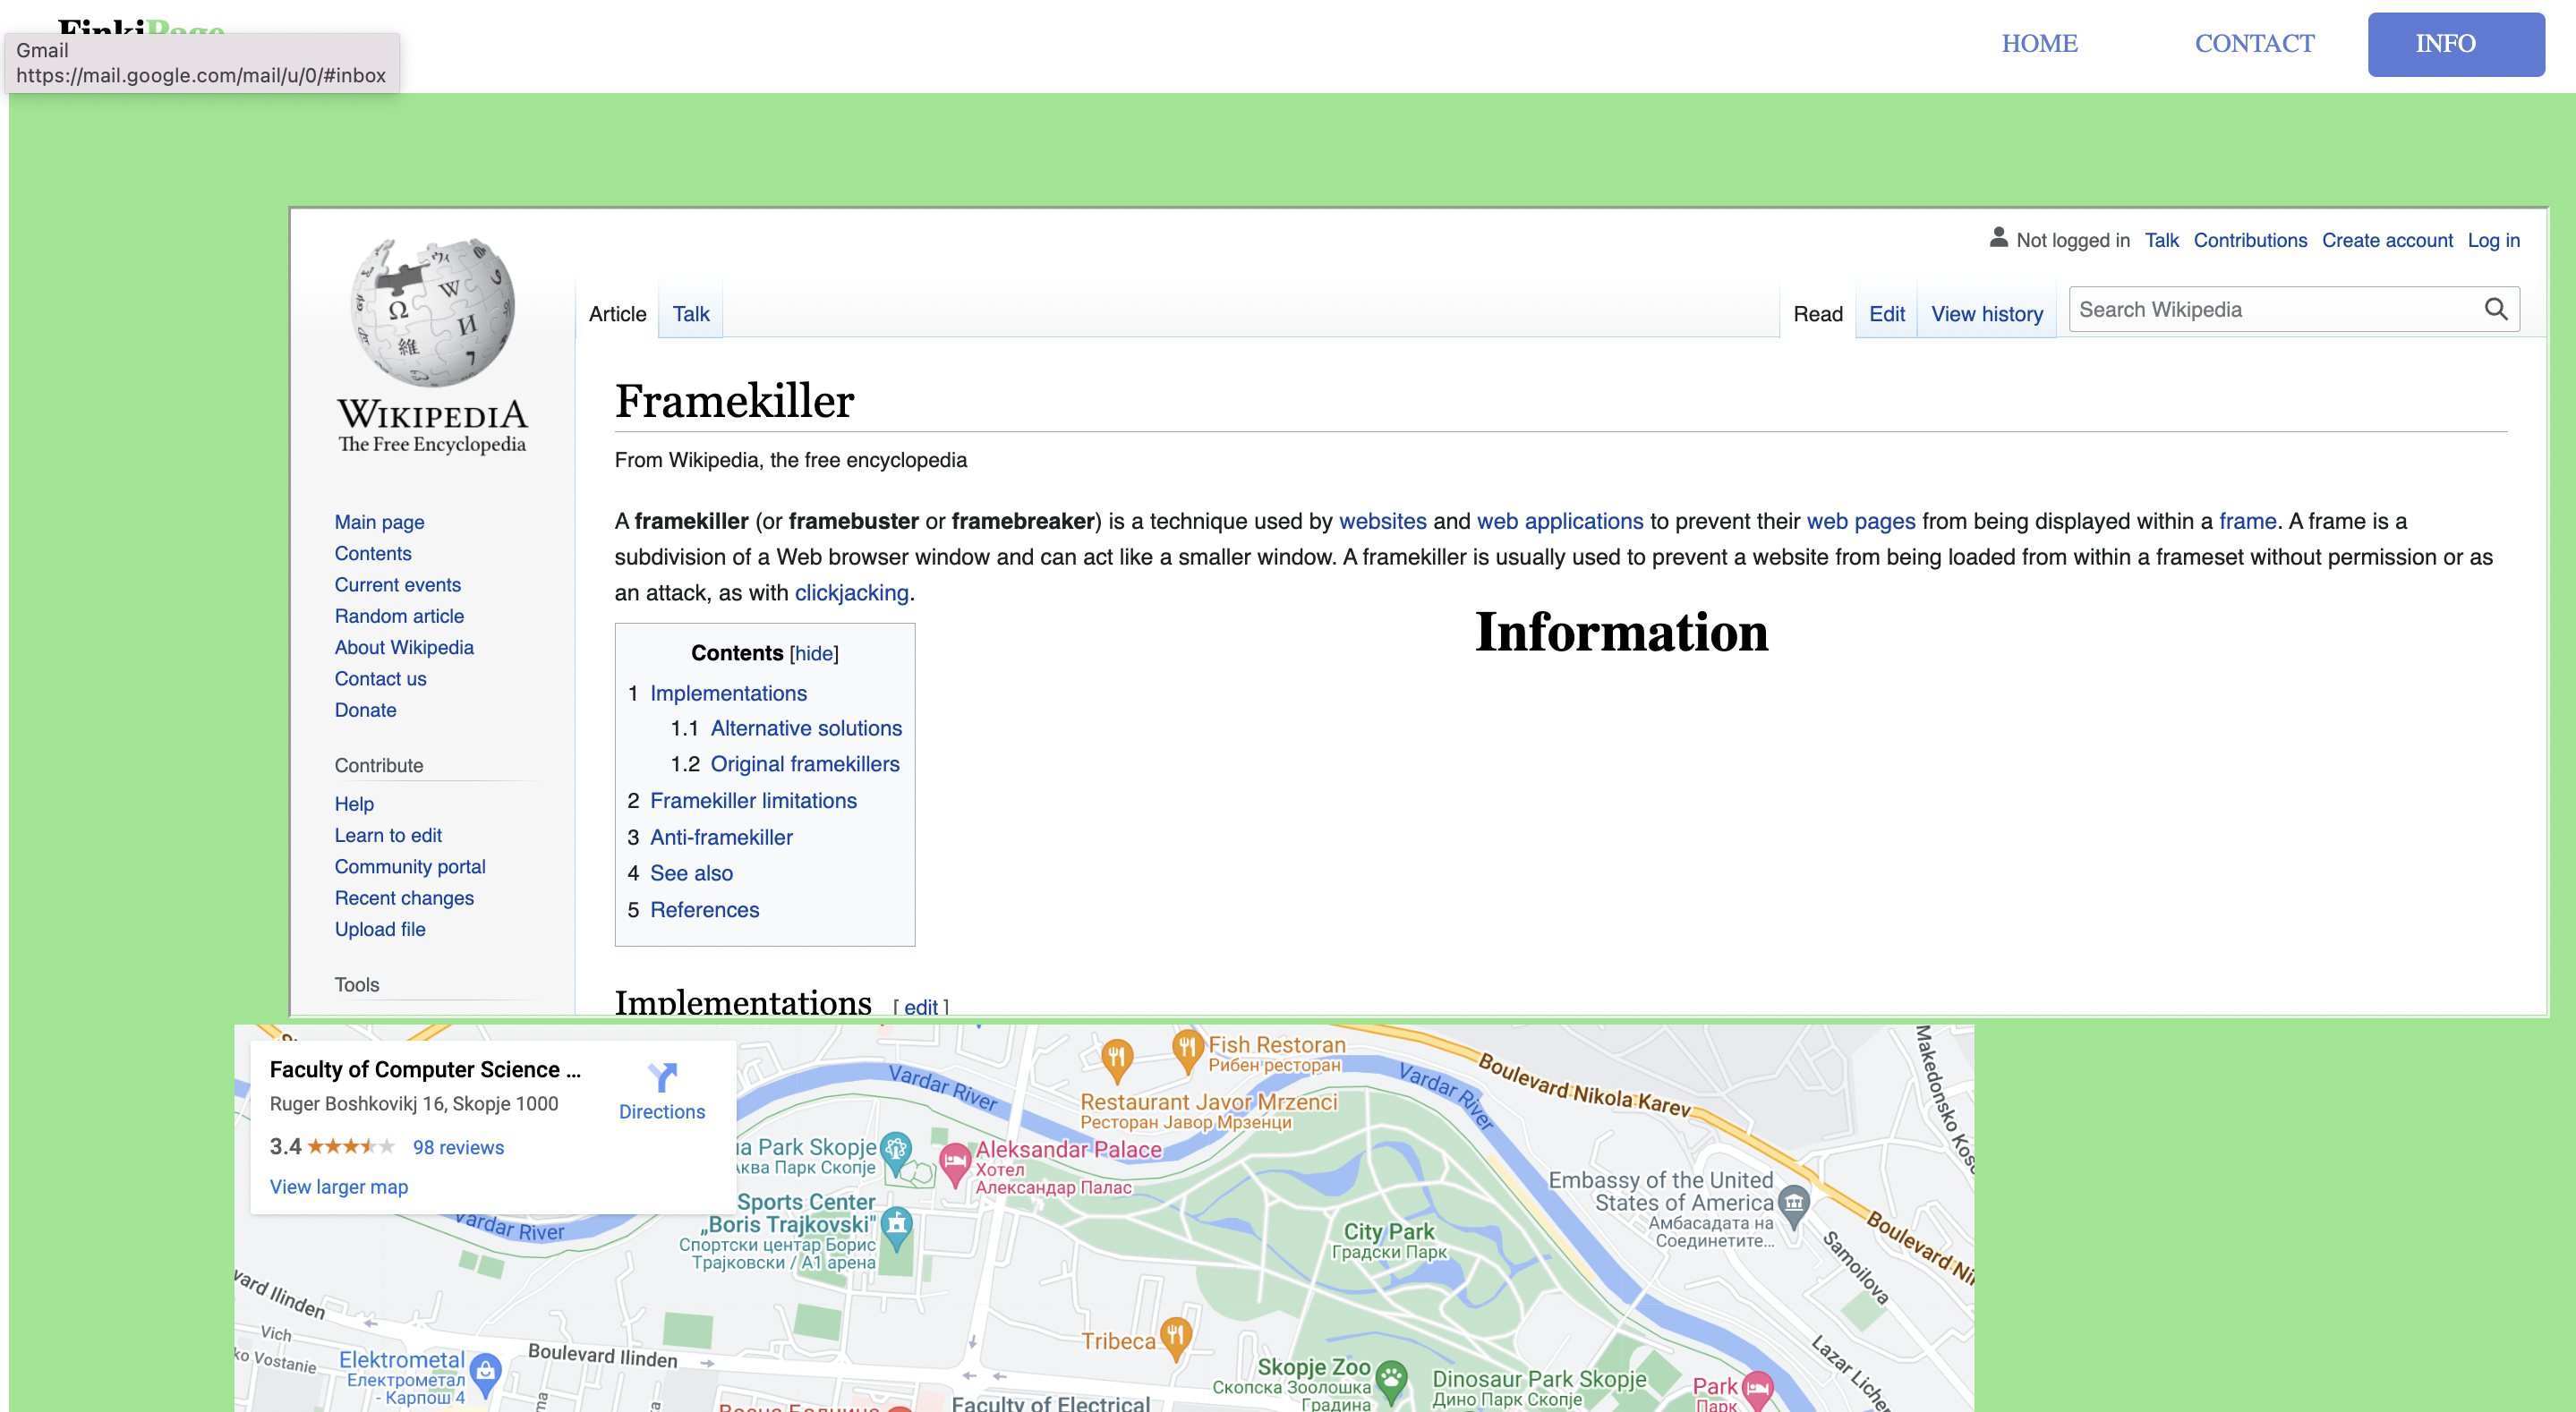 FinkiPage
HOME
CONTACT
INFO
Gmail
https://mail.google.com/mail/u/0/#inbox
Not logged in Talk Contributions Create account Log in
Article Talk
Read Edit View history
Search Wikipedia
WIKIPEDIA
The Free Encyclopedia
Main page
Contents
Current events
Random article
About Wikipedia
Contact us
Donate
Contribute
Help
Learn to edit
Community portal
Recent changes
Upload file
Tools
Framekiller
From Wikipedia, the free encyclopedia
A framekiller (or framebuster or framebreaker) is a technique used by websites and web applications to prevent their web pages from being displayed within a frame. A frame is a
subdivision of a Web browser window and can act like a smaller window. A framekiller is usually used to prevent a website from being loaded from within a frameset without permission or as
an attack, as with clickjacking.
Information
Contents [hide]
1 Implementations
1.1 Alternative solutions
1.2 Original framekillers
2 Framekiller limitations
3 Anti-framekiller
4 See also
5 References
Implementations [ edit ]
Faculty of Computer Science ...
Ruger Boshkovikj 16, Skopje 1000
3.4
98 reviews
View larger map
Directions
Fish Restoran
Рибен ресторан
Restaurant Javor Mrzenci
Ресторан Јавор Мрзенци
Vardar River
Vardar River
Vardar River
Boulevard Nikola Karev
Makedonsko Kos
Park Skopje
Парк Скопје
Aleksandar Palace
Хотел
Александар Палас
Sports Center
„Boris Trajkovski"
Спортски центар Борис
Трајковски / А1 арена
Embassy of the United
States of America
Амбасадата на
Соединетите...
City Park
Градски Парк
Samoilova
Boulevard Ni
vard Ilinden
Vich
ko Vostanie
Elektrometal
Електрометал
- Карпош 4
Boulevard Ilinden
Tribeca
Skopje Zoo
Скопска Зоолошка
Градина
Dinosaur Park Skopje
Дино Парк Скопје
Park
Парк
Lazar Liche
Faculty of Electrical